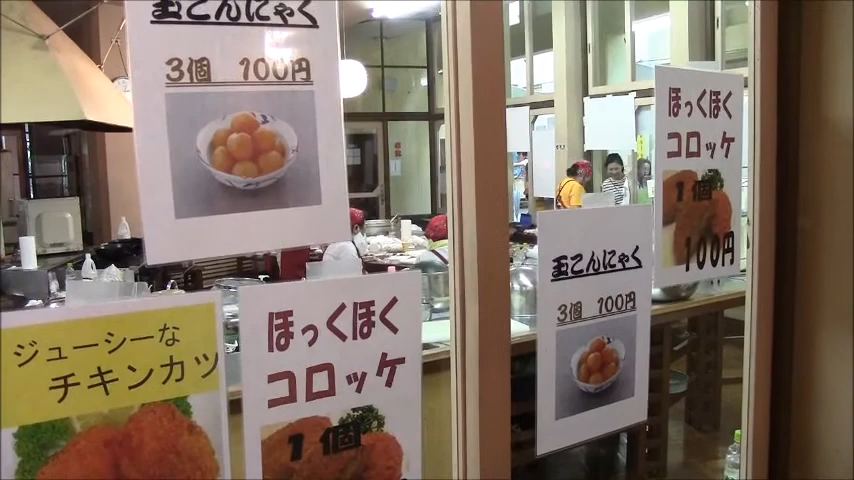 玉こんにゃく
3個 100円
ジューシーな
チキンカツ
ほっくほく
コロッケ
1個
玉こんにゃく
3個 100円
ほっくほく
コロッケ
1個
100円